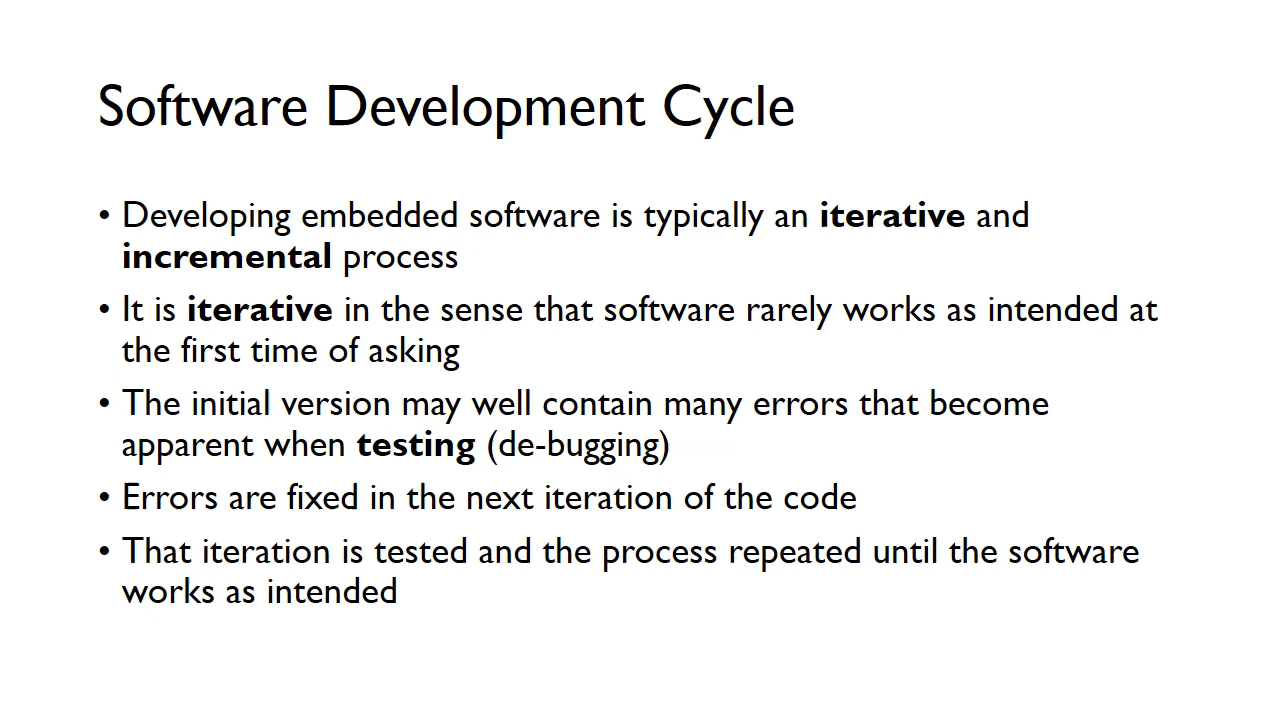 Software Development Cycle
• Developing embedded software is typically an iterative and
incremental process
• It is iterative in the sense that software rarely works as intended at
the first time of asking
• The initial version may well contain many errors that become
apparent when testing (de-bugging)
• Errors are fixed in the next iteration of the code
• That iteration is tested and the process repeated until the software
works as intended